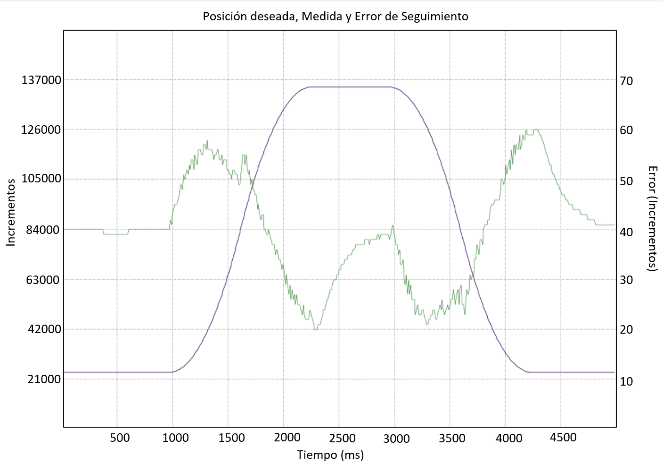 Posición deseada, Medida y Error de Seguimiento
137000
126000
105000
84000
63000
42000
21000
Incrementos
70
60
50
40
30
20
10
Error (Incrementos)
500 1000 1500 2000 2500 3000 3500 4000 4500
Tiempo (ms)